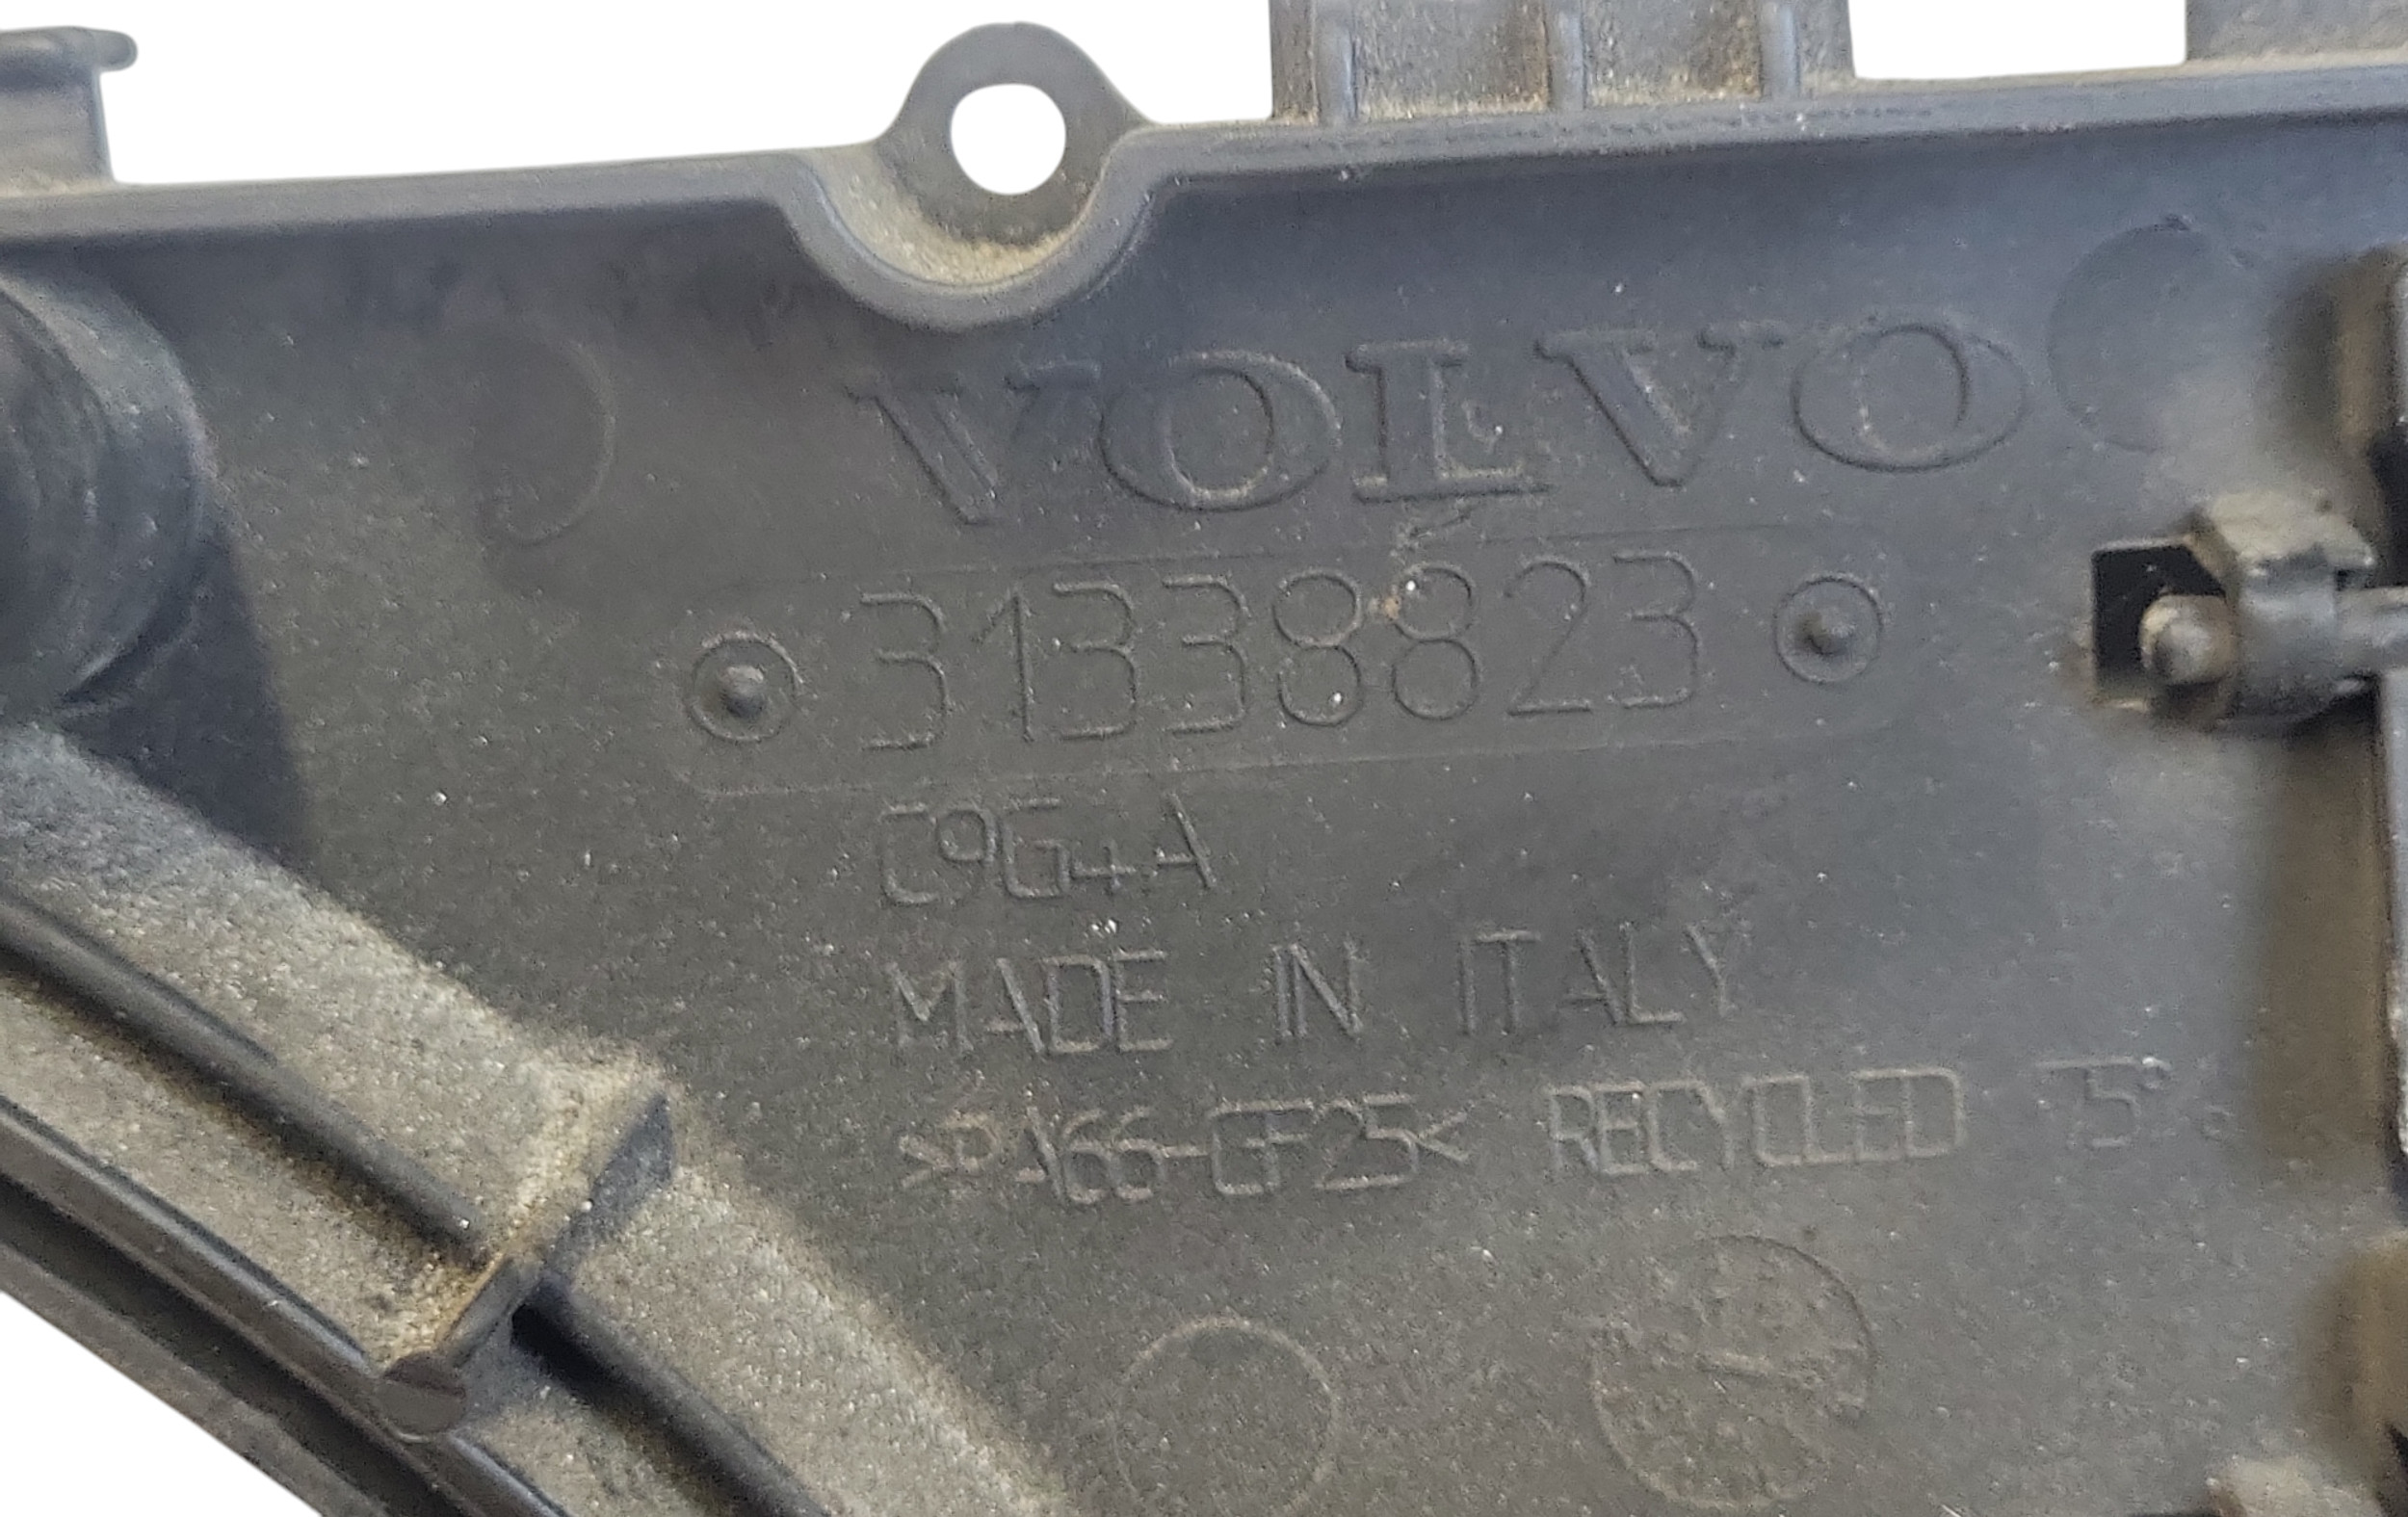 VOLVO
31338823
C9G4A
MADE IN ITALY
>PA66-GF25< RECYCLED